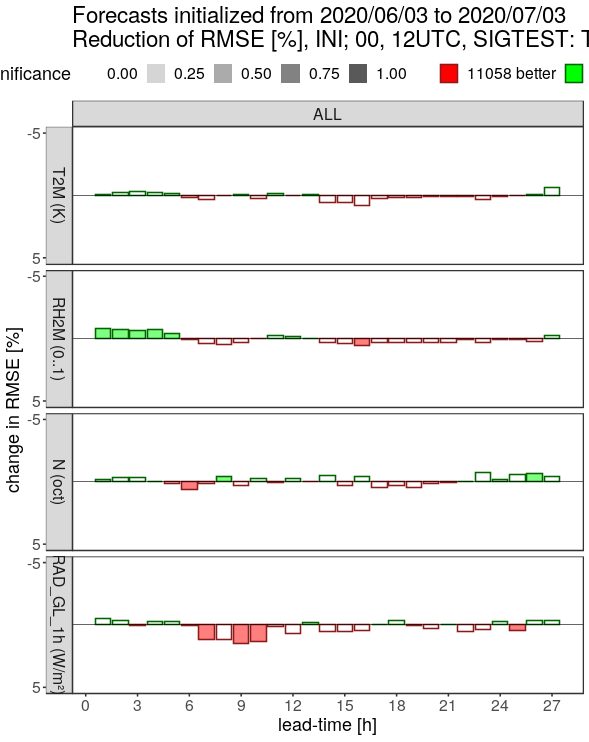 Forecasts initialized from 2020/06/03 to 2020/07/03
Reduction of RMSE [%], INI; 00, 12UTC, SIGTEST: T
nificance 0.00 0.25 0.50 0.75 1.00 11058 better
ALL
-5
T2M (K)
5
-5
RH2M (0..1)
5
-5
N (oct)
5
-5
RAD_GL_1h (W/m²)
5
change in RMSE [%]
0 3 6 9 12 15 18 21 24 27
lead-time [h]